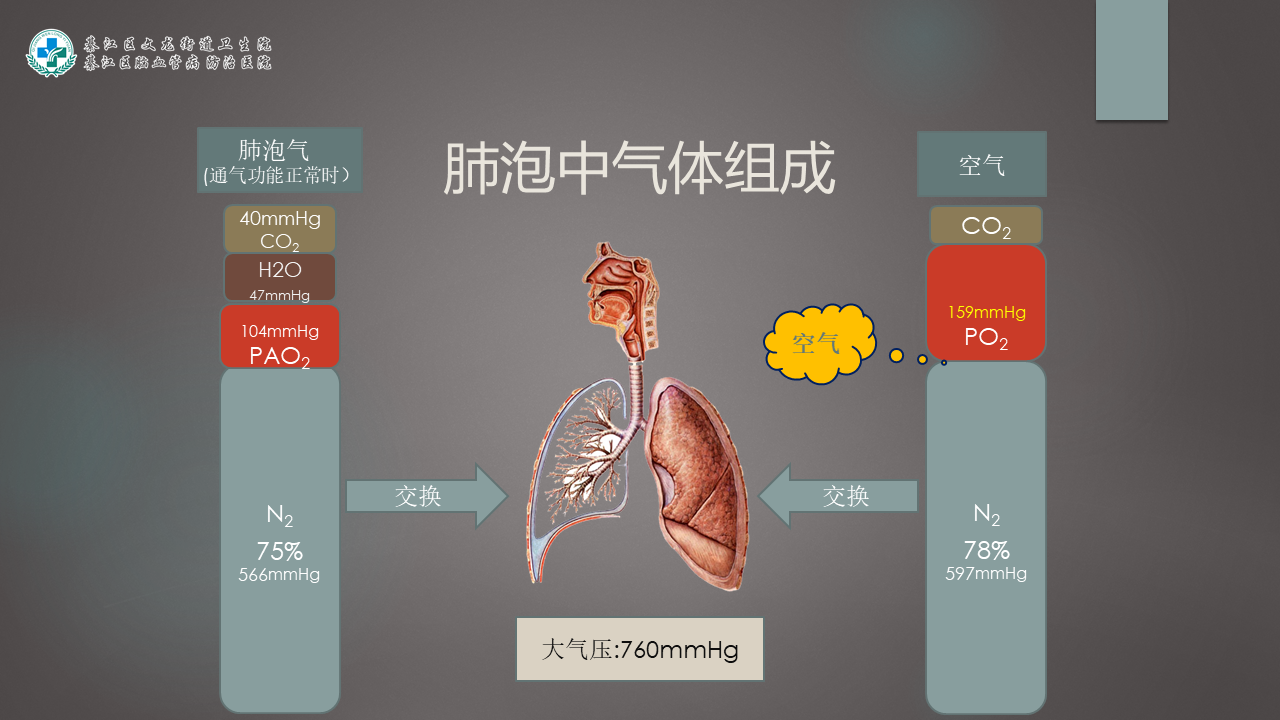 綦江区文龙街道卫生院
綦江区脑血管病防治医院
肺泡中气体组成
肺泡气
(通气功能正常时）
40mmHg
CO₂
H2O
47mmHg
104mmHg
PAO₂
N₂
75%
566mmHg
交换
空气
交换
大气压:760mmHg
空气
CO₂
159mmHg
PO₂
N₂
78%
597mmHg